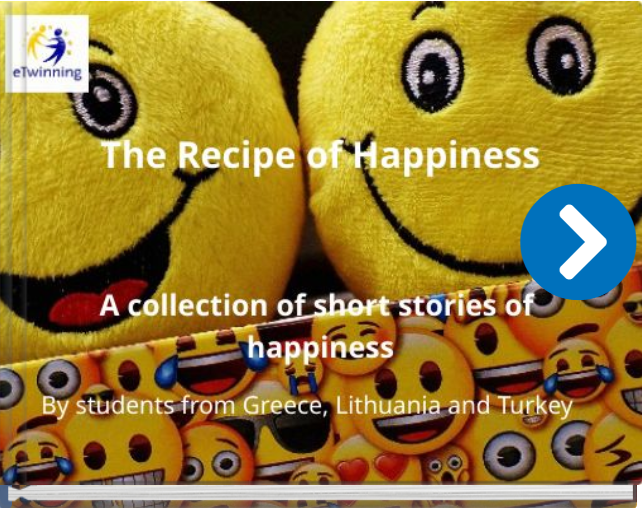 eTwinning
The Recipe of Happiness
A collection of short stories of
happiness
By students from Greece, Lithuania and Turkey